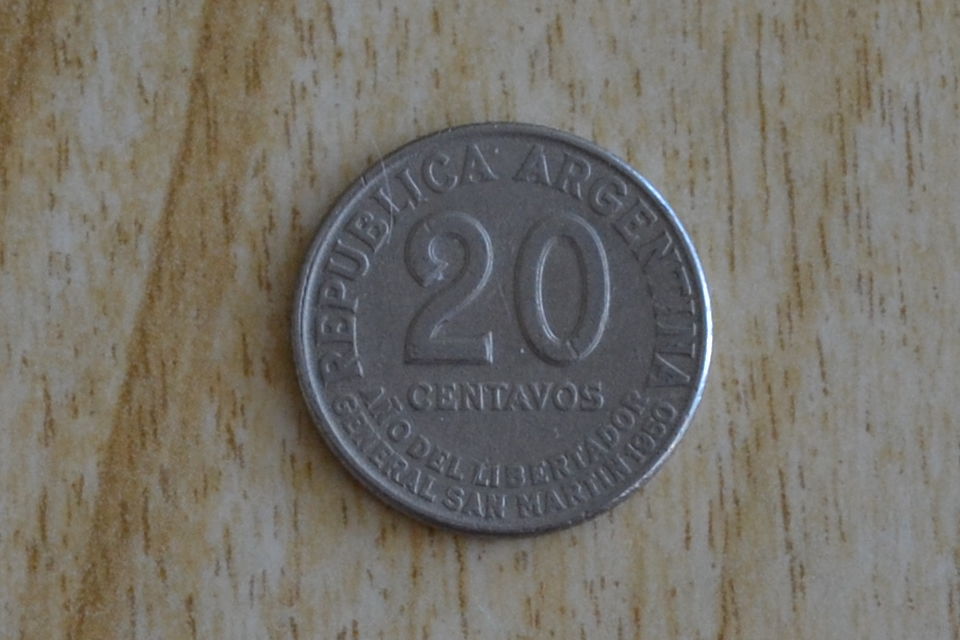 REPUBLICA ARGENTINA
20
CENTAVOS
AÑO DEL LIBERTADOR
GENERAL SAN MARTIN 1950